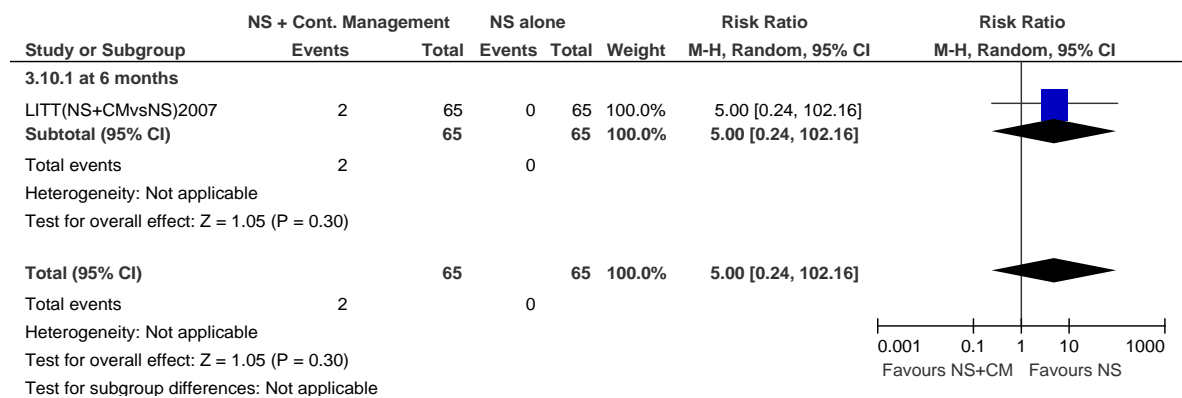 NS + Cont. Management NS alone Risk Ratio Risk Ratio
Study or Subgroup Events Total Events Total Weight M-H, Random, 95% CI M-H, Random, 95% CI
3.10.1 at 6 months
LITT(NS+CMvsNS)2007 2 65 0 65 100.0% 5.00 [0.24, 102.16]
Subtotal (95% CI) 65 65 100.0% 5.00 [0.24, 102.16]
Total events 2 0
Heterogeneity: Not applicable
Test for overall effect: Z = 1.05 (P = 0.30)
Total (95% CI) 65 65 100.0% 5.00 [0.24, 102.16]
Total events 2 0
Heterogeneity: Not applicable
Test for overall effect: Z = 1.05 (P = 0.30)
Test for subgroup differences: Not applicable
0.001 0.1 1 10 1000
Favours NS+CM Favours NS